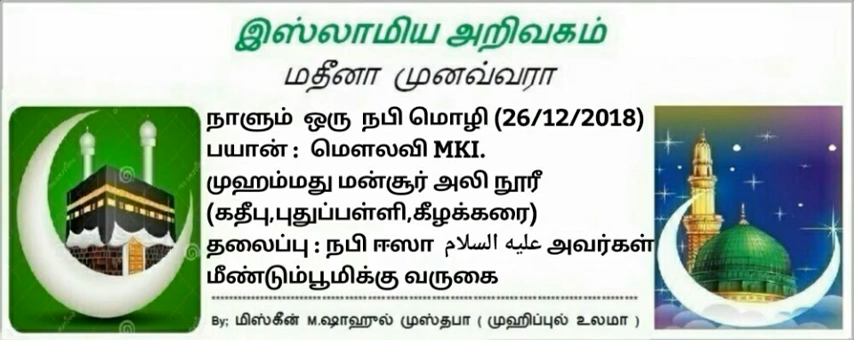 இஸ்லாமிய அறிவகம்
மதீனா முனவ்வரா
நாளும் ஒரு நபி மொழி (26/12/2018)
பயான் : மௌலவி MKI.
முஹம்மது மன்சூர் அலி நூரீ
(கதீபு,புதுப்பள்ளி,கீழக்கரை)
தலைப்பு : நபி ஈஸா عليه السلام அவர்கள்
மீண்டும்பூமிக்கு வருகை
By; மிஸ்கீன் M.ஷாஹுல் முஸ்தபா ( முஹிப்புல் உலமா )